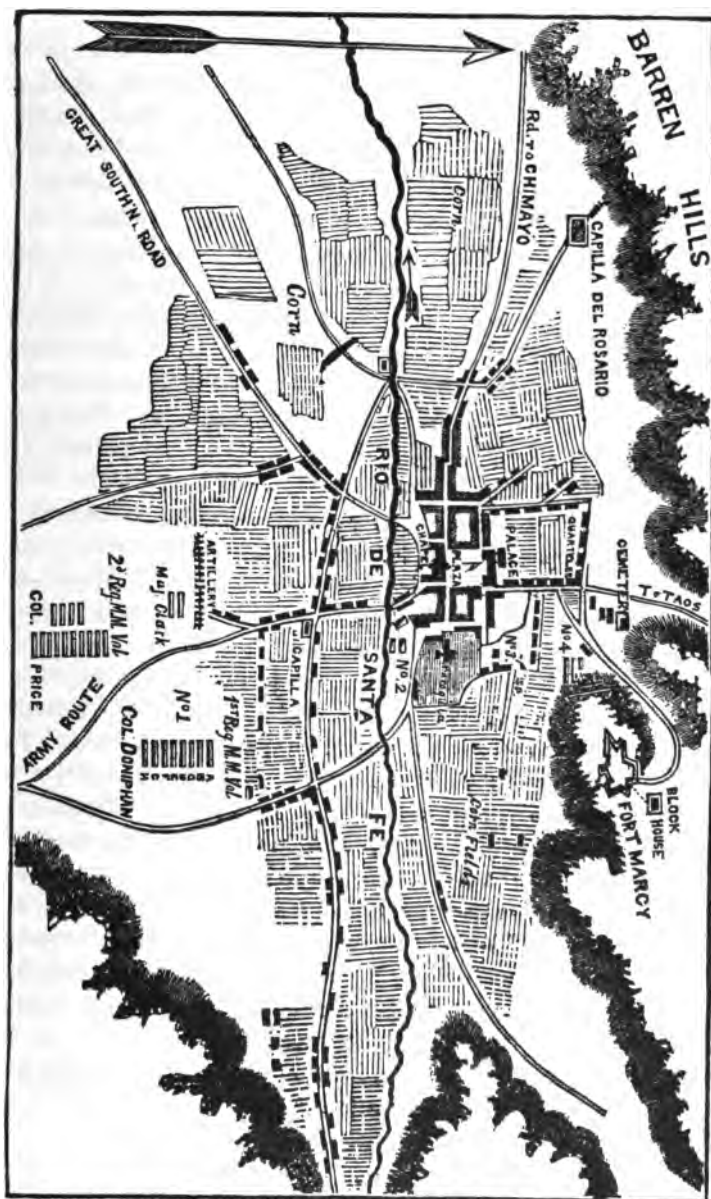 BARREN HILLS
GREAT SOUTH'N. ROAD
Rd. TO CHIMAYO
CAPILLA DEL ROSARIO
Corn
Corn
RIO DE SANTA FE
PALACE
QUARTEL
PLAZA
CEMETERY
To TAOS
Nº 4
Nº 3
Nº 2
BLOCK HOUSE
FORT MARCY
Corn Fields
CAPILLA
ARTELLERY
Maj. Clark
2d Reg M.M. Vol
COL. PRICE
ARMY ROUTE
Nº 1
1ST Reg M.M. Vol.
COL. DONIPHAN